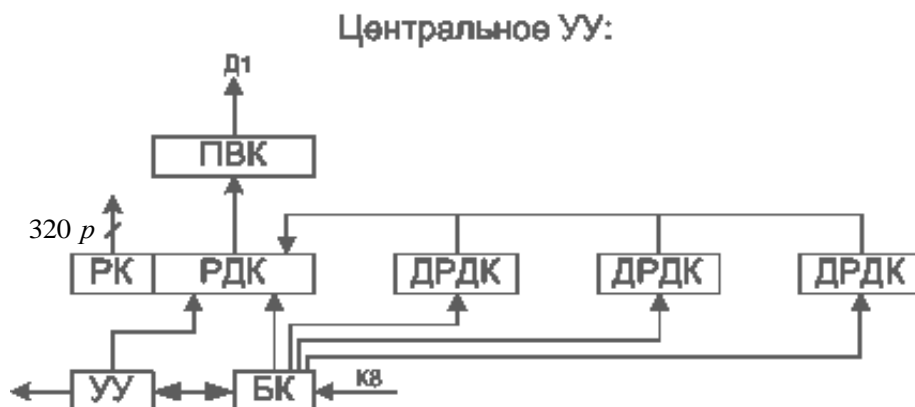 Центральное УУ:
Д1
ПВК
320 р
РК РДК ДРДК ДРДК ДРДК
УУ БК К8